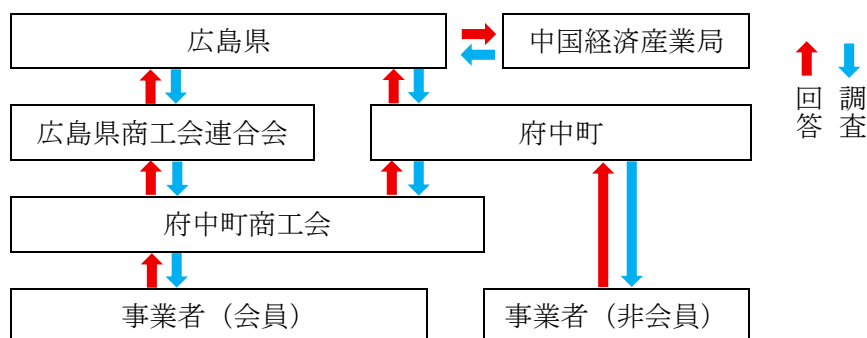 広島県
中国経済産業局
広島県商工会連合会
府中町
府中町商工会
事業者（会員）
事業者（非会員）
回答
調査